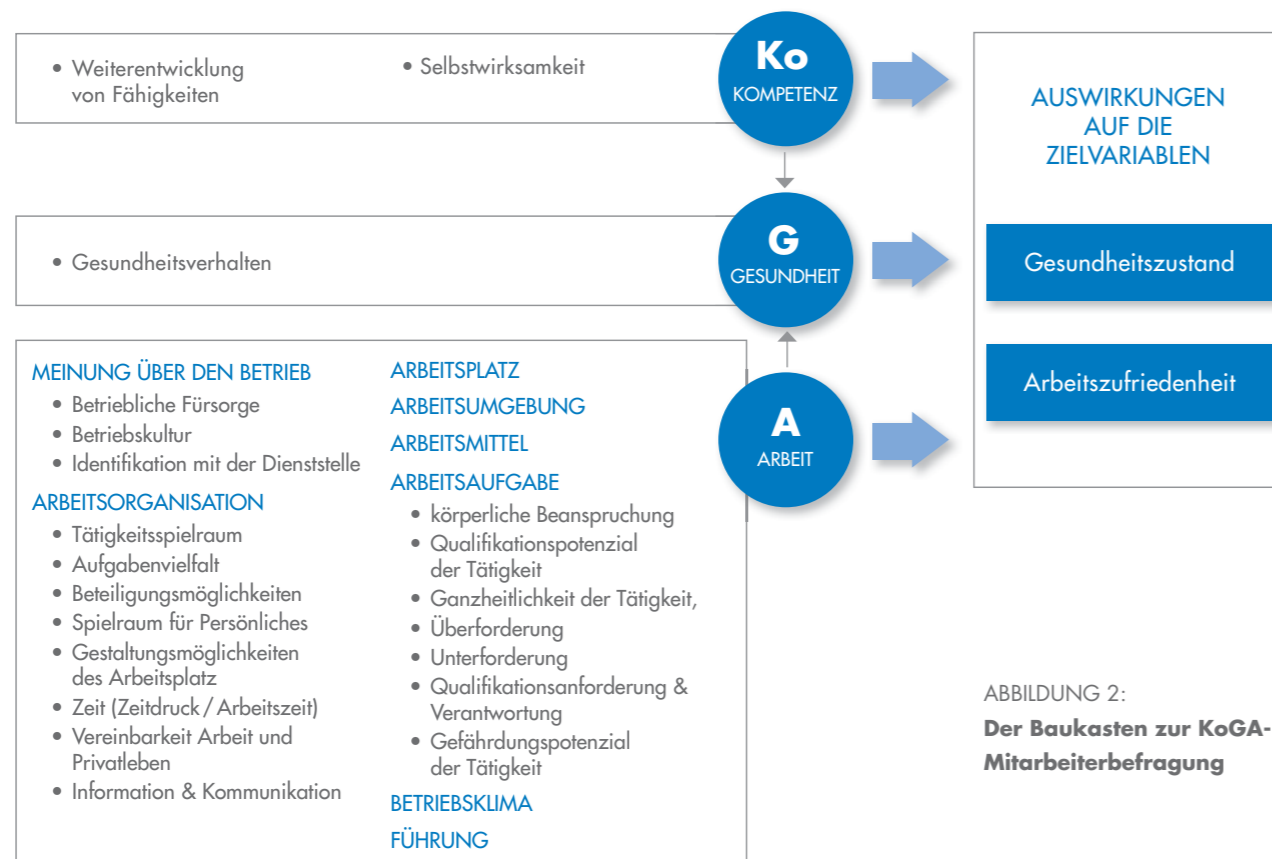 • Weiterentwicklung
von Fähigkeiten
• Selbstwirksamkeit
Ko
KOMPETENZ
• Gesundheitsverhalten
G
GESUNDHEIT
MEINUNG ÜBER DEN BETRIEB
• Betriebliche Fürsorge
• Betriebskultur
• Identifikation mit der Dienststelle
ARBEITSORGANISATION
• Tätigkeitsspielraum
• Aufgabenvielfalt
• Beteiligungsmöglichkeiten
• Spielraum für Persönliches
• Gestaltungsmöglichkeiten
des Arbeitsplatz
• Zeit (Zeitdruck / Arbeitszeit)
• Vereinbarkeit Arbeit und
Privatleben
• Information & Kommunikation
ARBEITSPLATZ
ARBEITSUMGEBUNG
ARBEITSMITTEL
ARBEITSAUFGABE
• körperliche Beanspruchung
• Qualifikationspotenzial
der Tätigkeit
• Ganzheitlichkeit der Tätigkeit,
• Überforderung
• Unterforderung
• Qualifikationsanforderung &
Verantwortung
• Gefährdungspotenzial
der Tätigkeit
BETRIEBSKLIMA
FÜHRUNG
A
ARBEIT
AUSWIRKUNGEN
AUF DIE
ZIELVARIABLEN
Gesundheitszustand
Arbeitszufriedenheit
ABBILDUNG 2:
Der Baukasten zur KoGA-
Mitarbeiterbefragung